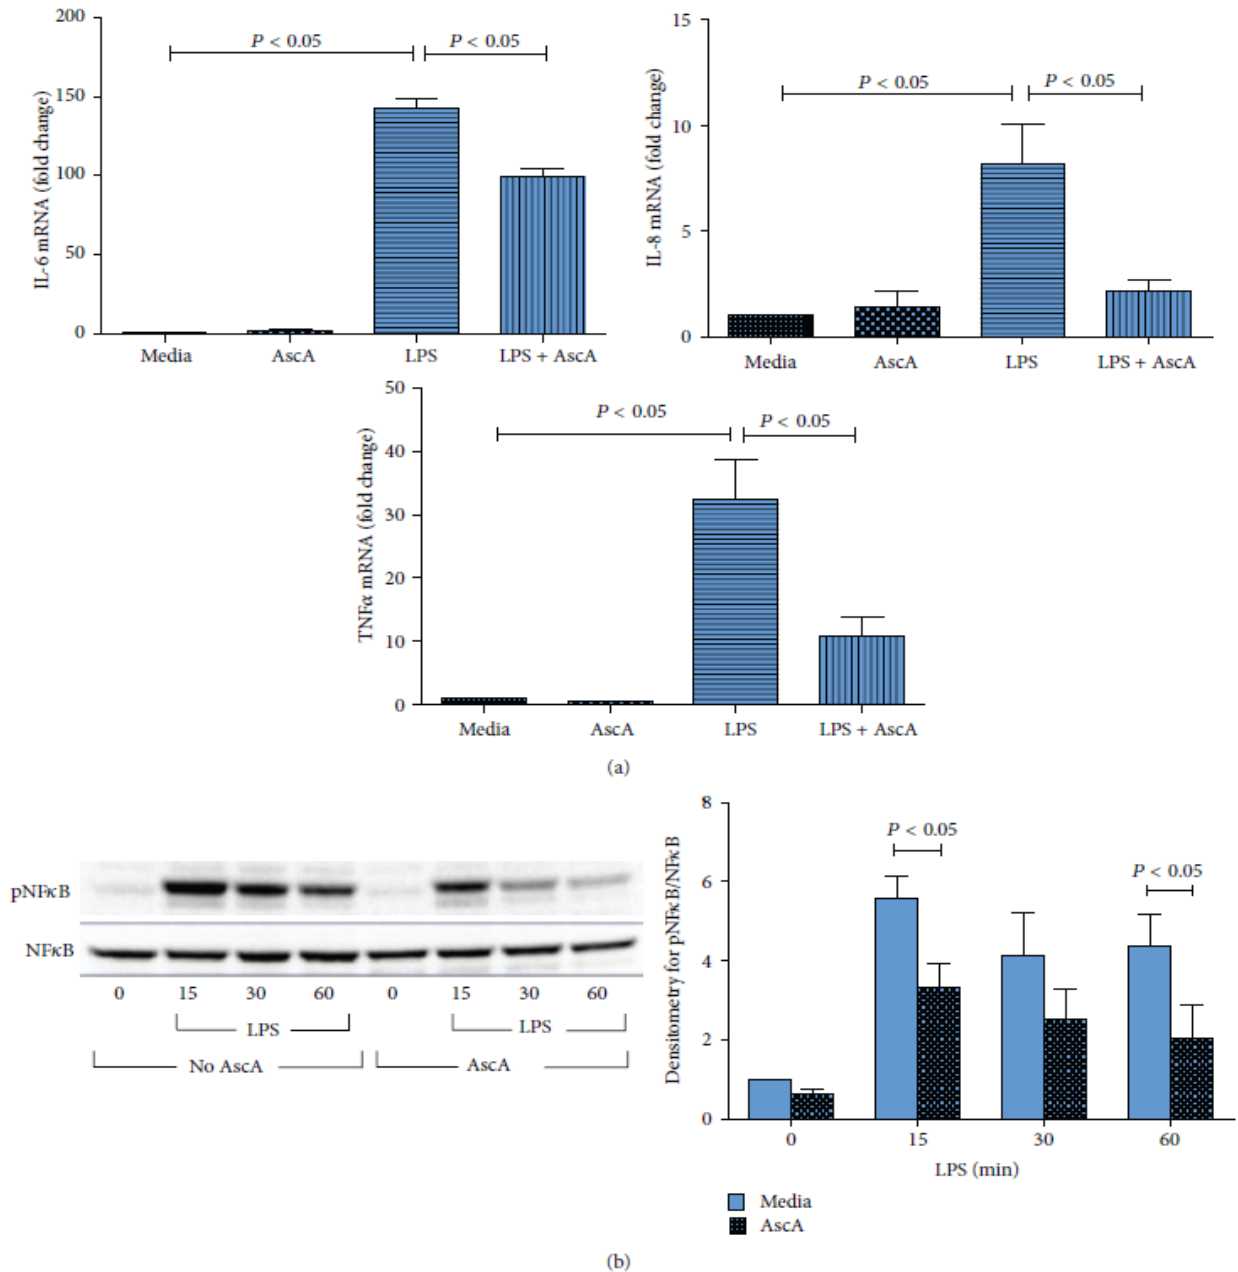 200
150
100
50
0
IL-6 mRNA (fold change)
P < 0.05
P < 0.05
Media AscA LPS LPS + AscA
15
10
5
0
IL-8 mRNA (fold change)
P < 0.05
P < 0.05
Media AscA LPS LPS + AscA
50
40
30
20
10
0
TNFα mRNA (fold change)
P < 0.05
P < 0.05
Media AscA LPS LPS + AscA
(a)
pNFκB
NFκB
0 15 30 60 0 15 30 60
LPS LPS
No AscA AscA
8
6
4
2
0
Densitometry for pNFκB/NFκB
P < 0.05
P < 0.05
0 15 30 60
LPS (min)
Media
AscA
(b)